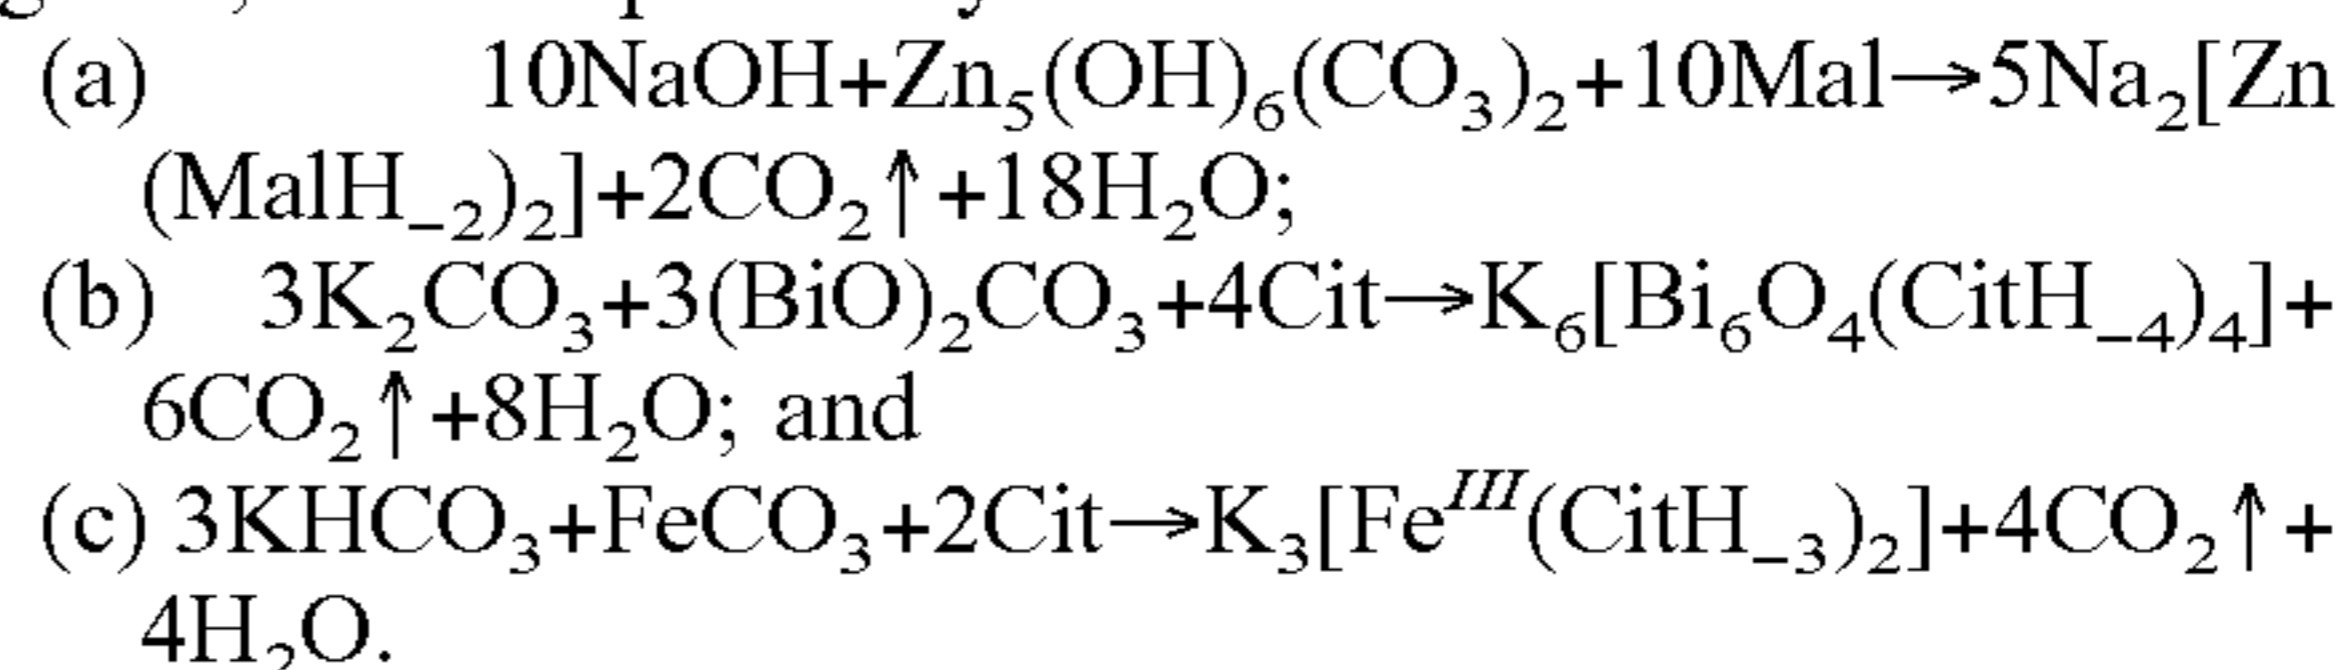 (a) 10NaOH+Zn₅(OH)₆(CO₃)₂+10Mal→5Na₂[Zn
(MalH₋₂)₂]+2CO₂↑+18H₂O;
(b) 3K₂CO₃+3(BiO)₂CO₃+4Cit→K₆[Bi₆O₄(CitH₋₄)₄]+
6CO₂↑+8H₂O; and
(c) 3KHCO₃+FeCO₃+2Cit→K₃[Feᴵᴵᴵ(CitH₋₃)₂]+4CO₂↑+
4H₂O.